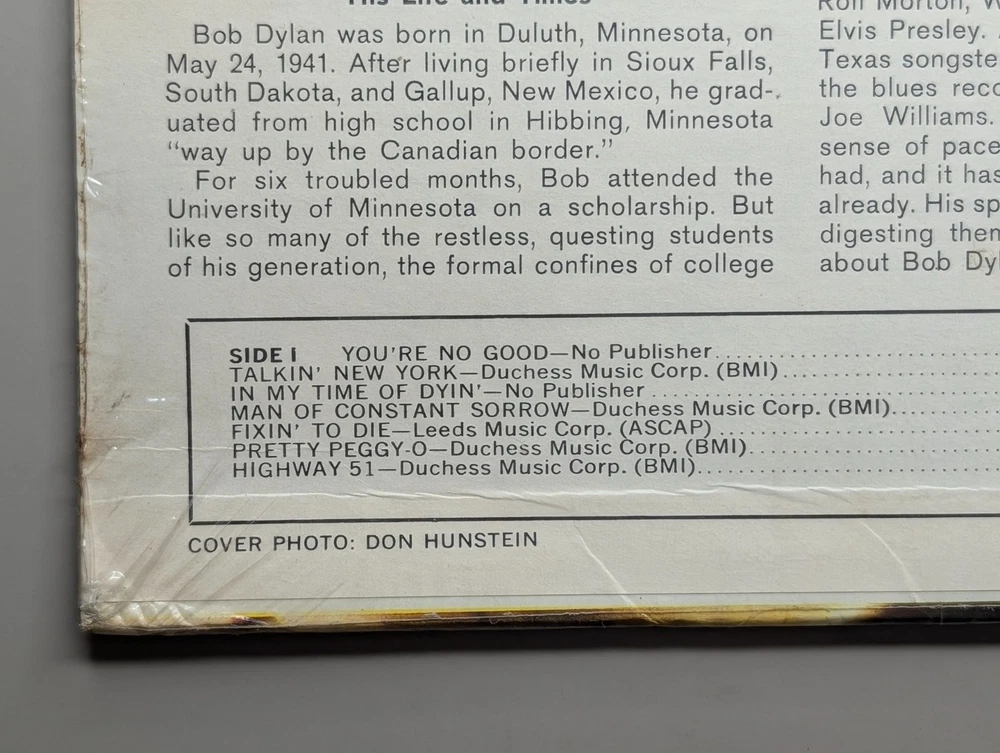 His Life and Times
Bob Dylan was born in Duluth, Minnesota, on
May 24, 1941. After living briefly in Sioux Falls,
South Dakota, and Gallup, New Mexico, he grad-
uated from high school in Hibbing, Minnesota
“way up by the Canadian border.”
For six troubled months, Bob attended the
University of Minnesota on a scholarship. But
like so many of the restless, questing students
of his generation, the formal confines of college
Morton,
Elvis Presley.
Texas
the blues
Joe Williams.
sense of pace
had, and it has
already. His
digesting
about Bob
SIDE I YOU'RE NO GOOD—No Publisher
TALKIN' NEW YORK—Duchess Music Corp. (BMI)
IN MY TIME OF DYIN'—No Publisher
MAN OF CONSTANT SORROW—Duchess Music Corp. (BMI)
FIXIN' TO DIE—Leeds Music Corp. (ASCAP)
PRETTY PEGGY-O—Duchess Music Corp. (BMI)
HIGHWAY 51—Duchess Music Corp. (BMI)
COVER PHOTO: DON HUNSTEIN